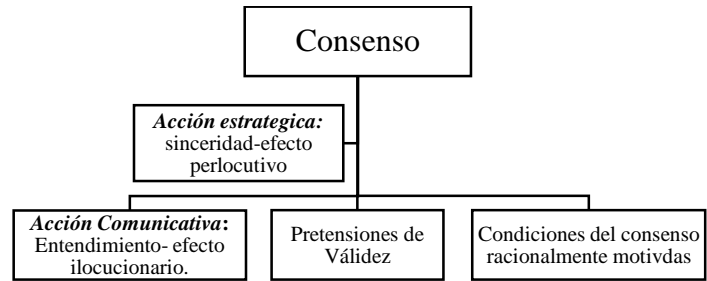 Consenso
Acción estrategica:
sinceridad-efecto
perlocutivo
Acción Comunicativa:
Entendimiento- efecto
ilocucionario.
Pretensiones de
Válidez
Condiciones del consenso
racionalmente motivdas